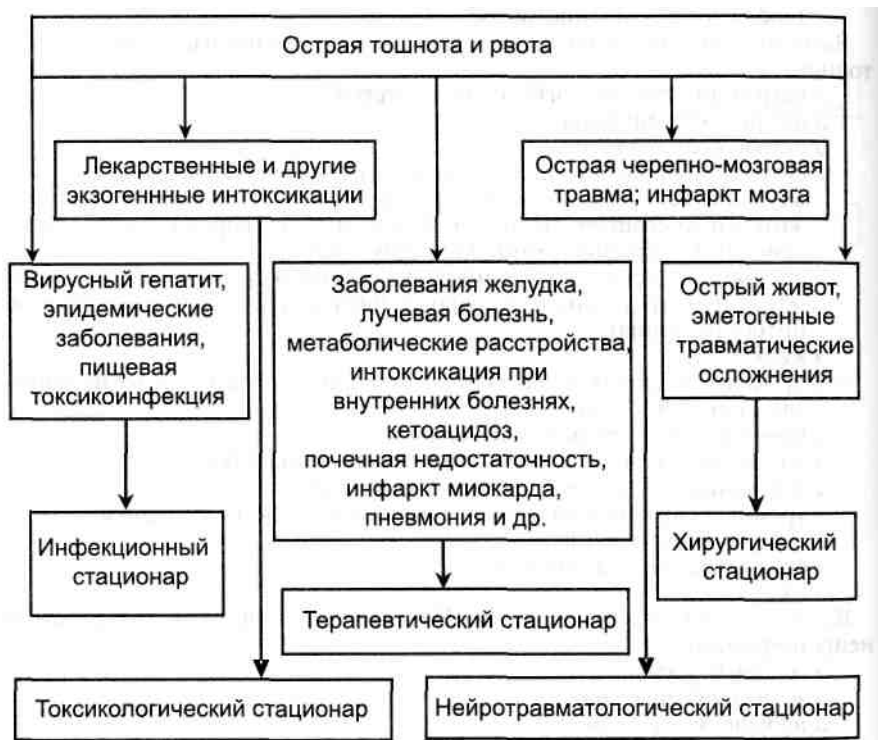 Острая тошнота и рвота
Лекарственные и другие
экзогеннные интоксикации
Острая черепно-мозговая
травма; инфаркт мозга
Вирусный гепатит,
эпидемические
заболевания,
пищевая
токсикоинфекция
Заболевания желудка,
лучевая болезнь,
метаболические расстройства,
интоксикация при
внутренних болезнях,
кетоацидоз,
почечная недостаточность,
инфаркт миокарда,
пневмония и др.
Острый живот,
эметогенные
травматические
осложнения
Инфекционный
стационар
Хирургический
стационар
Терапевтический стационар
Токсикологический стационар
Нейротравматологический стационар